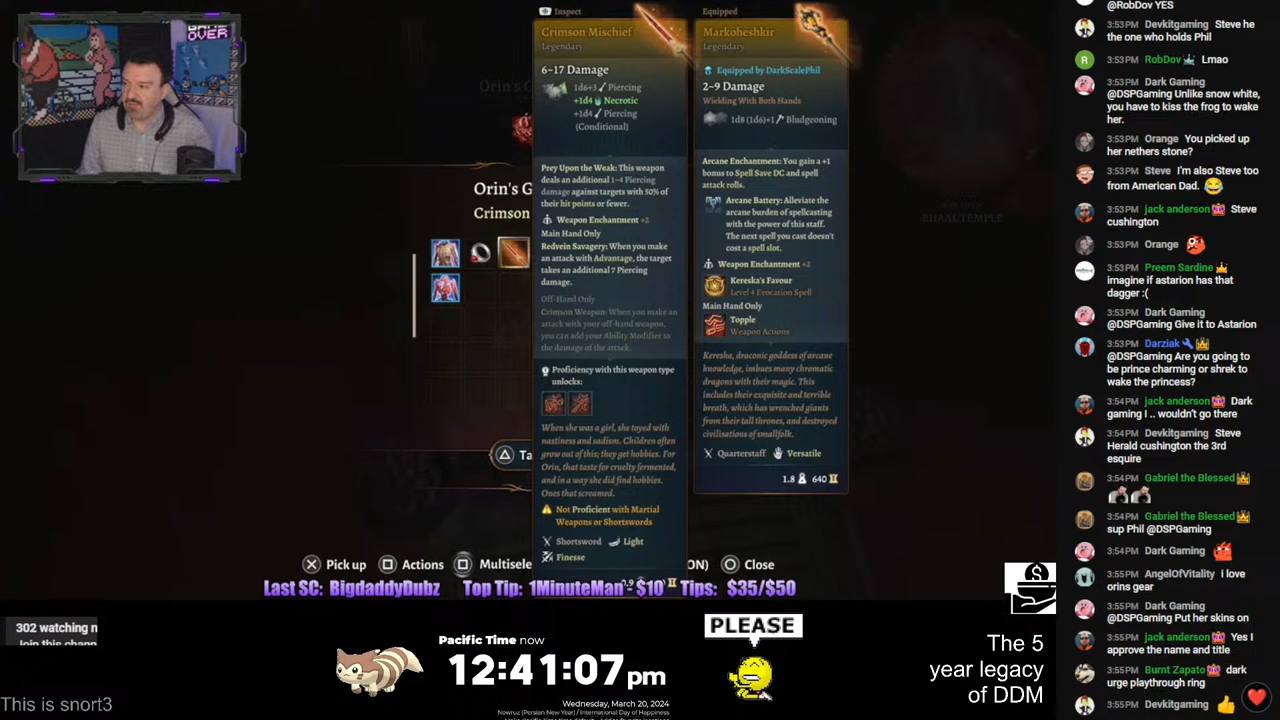 GAME
OVER
Inspect
Crimson Mischief
Legendary
6~17 Damage
1d6+3 Piercing
+1d4 Necrotic
+1d4 Piercing
(Conditional)
Prey Upon the Weak: This weapon
deals an additional 1~4 Piercing
damage against targets with 50% of
their hit points or fewer.
Weapon Enchantment +2
Main Hand Only
Redvein Savagery: When you make
an attack with Advantage, the target
takes an additional 7 Piercing
damage.
Off-Hand Only
Crimson Weapon: When you make an
attack with your off-hand weapon,
you can add your Ability Modifier to
the damage of the attack.
Proficiency with this weapon type
unlocks:
When she was a girl, she toyed with
nastiness and sadism. Children often
grow out of this; they get hobbies. For
Orin, that taste for cruelty fermented,
and in a way she did find hobbies.
Ones that screamed.
Not Proficient with Martial
Weapons or Shortswords
Shortsword Light
Finesse
0.9
Equipped
Markoheshkir
Legendary
Equipped by DarkScalePhil
2~9 Damage
Wielding With Both Hands
1d8 (1d6)+1 Bludgeoning
Arcane Enchantment: You gain a +1
bonus to Spell Save DC and spell
attack rolls.
Arcane Battery: Alleviate the
arcane burden of spellcasting
with the power of this staff.
The next spell you cast doesn't
cost a spell slot.
Weapon Enchantment +2
Kereska's Favour
Level 4 Evocation Spell
Main Hand Only
Topple
Weapon Actions
Kereska, draconic goddess of arcane
knowledge, imbues many chromatic
dragons with their magic. This
includes their exquisite and terrible
breath, which has wrenched giants
from their tall thrones, and destroyed
civilisations of smallfolk.
Quarterstaff Versatile
1.8 640
Orin's G
Orin's G
Crimson
Ta
BHAAL TEMPLE
Pick up Actions Multisele ON) Close
Last SC: BigdaddyDubz Top Tip: 1MinuteMan - $10 Tips: $35/$50
302 watching n
Join this chann
This is snort3
Pacific Time now
12:41:07 pm
Wednesday, March 20, 2024
Nowruz (Persian New Year) / International Day of Happiness
PLEASE
The 5
year legacy
of DDM
@RobDov YES
3:53 PM Devkitgaming Steve he
the one who holds Phil
3:53 PM RobDov Lmao
3:53 PM Dark Gaming
@DSPGaming Unlike snow white,
you have to kiss the frog to wake
her.
3:53 PM Orange You picked up
her nethers stone?
3:53 PM Steve I'm also Steve too
from American Dad.
3:53 PM jack anderson Steve
cushington
3:53 PM Orange
3:53 PM Preem Sardine
imagine if astarion has that
dagger :(
3:53 PM Dark Gaming
@DSPGaming Give it to Astarion
3:53 PM Darziak
@DSPGaming Are you going to
be prince charming or shrek to
wake the princess?
3:54 PM jack anderson Dark
gaming I .. wouldn't go there
3:54 PM Devkitgaming Steve
Herald cushington the 3rd
esquire
3:54 PM Gabriel the Blessed
3:54 PM Gabriel the Blessed
sup Phil @DSPGaming
3:54 PM Dark Gaming
3:55 PM AngelOfVitality i love
orins gear
3:55 PM Dark Gaming
@DSPGaming Put her skins on
3:55 PM jack anderson Yes I
approve the name and title
3:55 PM Burnt Zapato dark
urge playthrough ring
3:55 PM Devkitgaming